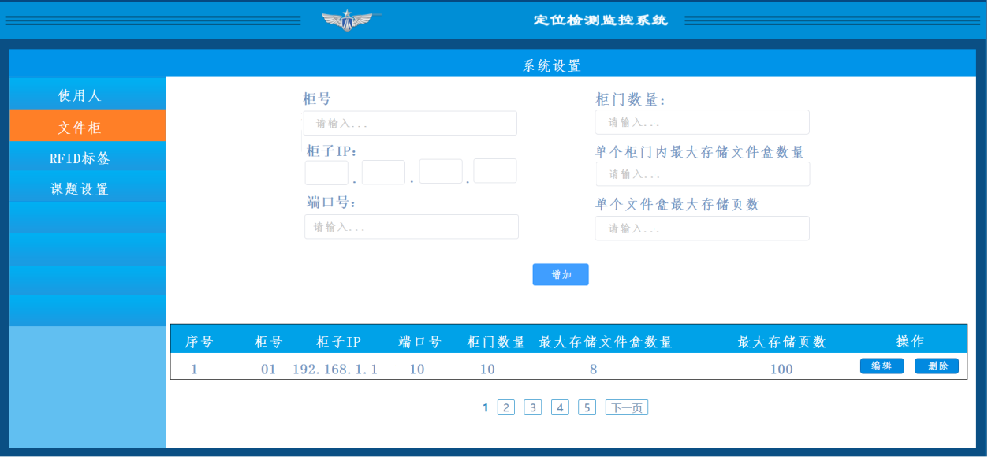 定位检测监控系统
系统设置
使用人
文件柜
RFID标签
课题设置
柜号
请输入...
柜门数量:
请输入...
柜子IP:
. . .
单个柜门内最大存储文件盒数量
请输入...
端口号:
请输入...
单个文件盒最大存储页数
请输入...
增加
序号 柜号 柜子IP 端口号 柜门数量 最大存储文件盒数量 最大存储页数 操作
1 01 192.168.1.1 10 10 8 100 编辑 删除
1 2 3 4 5 下一页